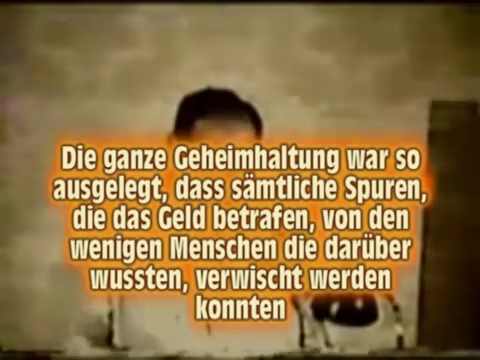 Die ganze Geheimhaltung war so
ausgelegt, dass sämtliche Spuren,
die das Geld betrafen, von den
wenigen Menschen die darüber
wussten, verwischt werden
konnten